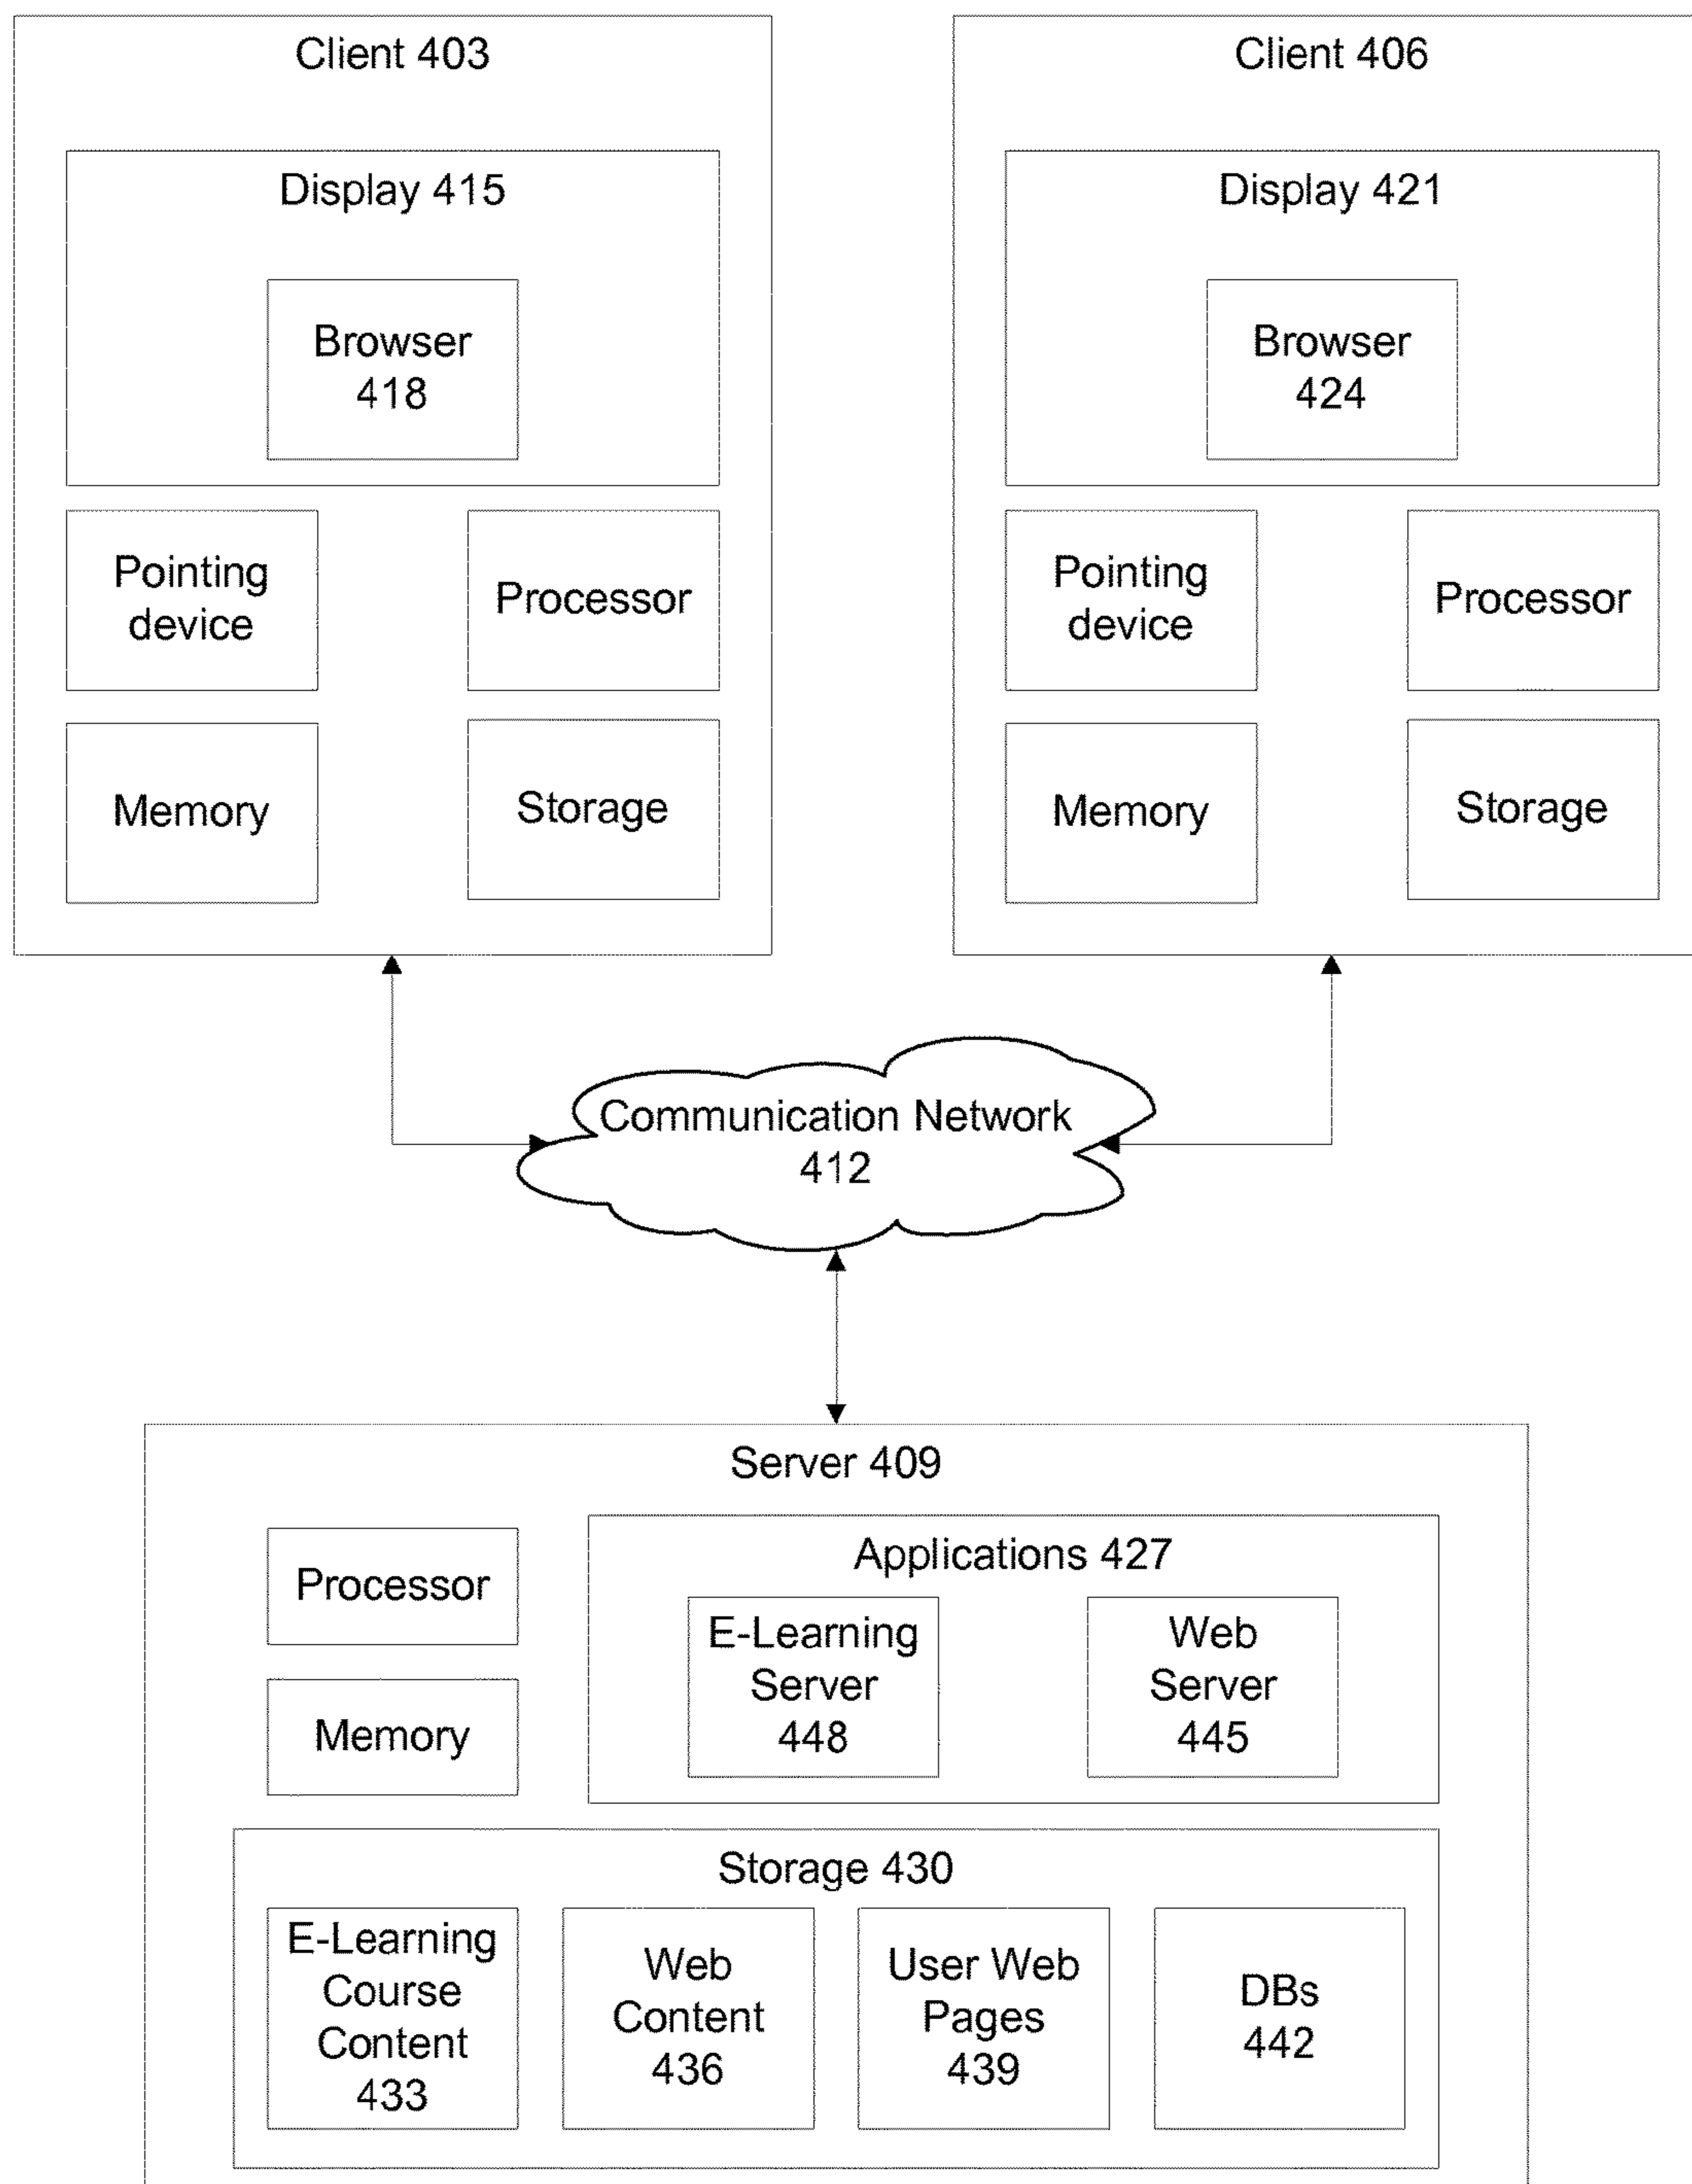 Client 403
Display 415
Browser
418
Pointing
device
Processor
Memory
Storage
Client 406
Display 421
Browser
424
Pointing
device
Processor
Memory
Storage
Communication Network
412
Server 409
Processor
Memory
Applications 427
E-Learning
Server
448
Web
Server
445
Storage 430
E-Learning
Course
Content
433
Web
Content
436
User Web
Pages
439
DBs
442